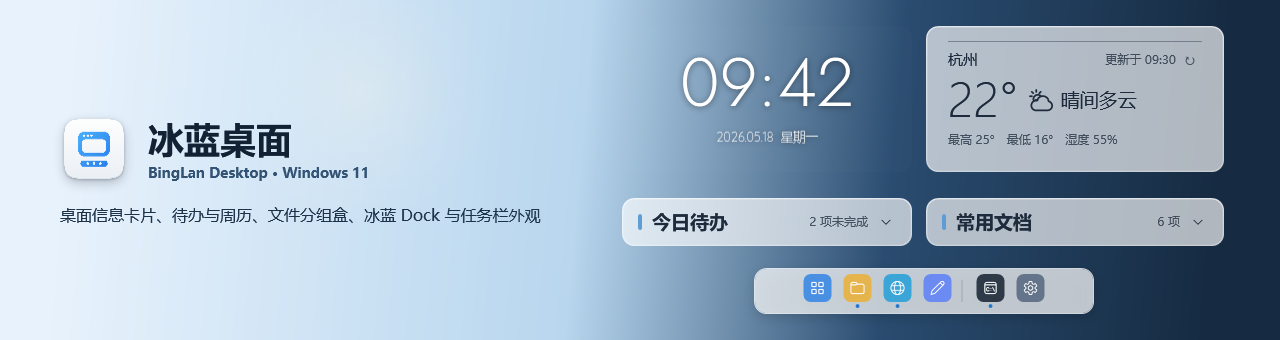 冰蓝桌面
BingLan Desktop • Windows 11
桌面信息卡片、待办与周历、文件分组盒、冰蓝 Dock 与任务栏外观
09:42
2026.05.18 星期一
杭州 更新于 09:30
22° 晴间多云
最高 25° 最低 16° 湿度 55%
今日待办 2 项未完成
常用文档 6 项